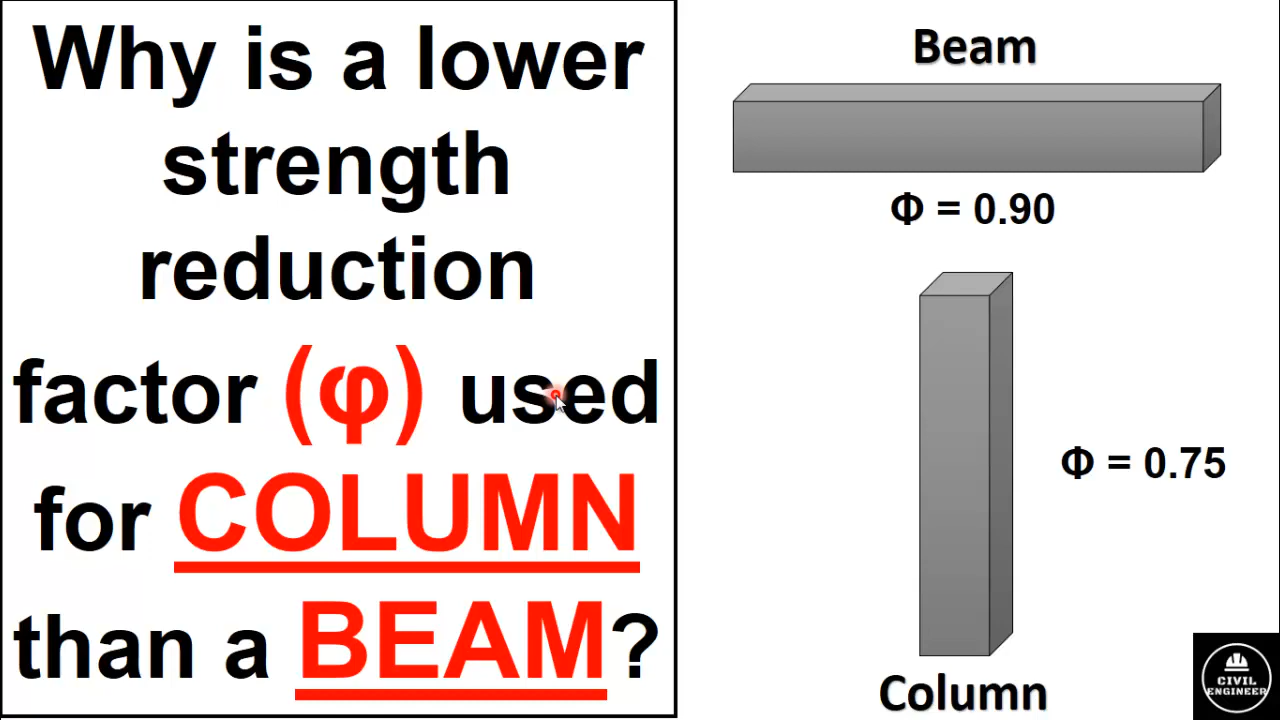 Why is a lower
strength
reduction
factor (φ) used
for COLUMN
than a BEAM?
Beam
Φ = 0.90
Φ = 0.75
Column
CIVIL
ENGINEER